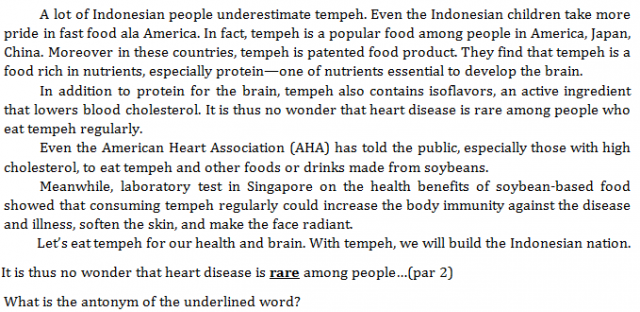 A lot of Indonesian people underestimate tempeh. Even the Indonesian children take more
pride in fast food ala America. In fact, tempeh is a popular food among people in America, Japan,
China. Moreover in these countries, tempeh is patented food product. They find that tempeh is a
food rich in nutrients, especially protein—one of nutrients essential to develop the brain.
In addition to protein for the brain, tempeh also contains isoflavors, an active ingredient
that lowers blood cholesterol. It is thus no wonder that heart disease is rare among people who
eat tempeh regularly.
Even the American Heart Association (AHA) has told the public, especially those with high
cholesterol, to eat tempeh and other foods or drinks made from soybeans.
Meanwhile, laboratory test in Singapore on the health benefits of soybean-based food
showed that consuming tempeh regularly could increase the body immunity against the disease
and illness, soften the skin, and make the face radiant.
Let's eat tempeh for our health and brain. With tempeh, we will build the Indonesian nation.
It is thus no wonder that heart disease is rare among people...(par 2)
What is the antonym of the underlined word?